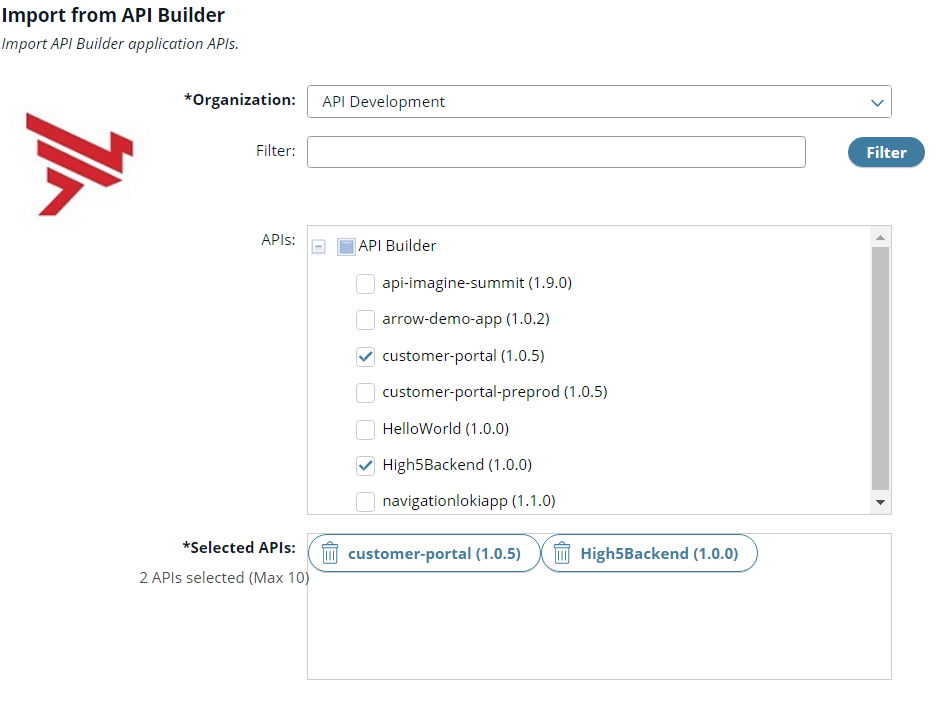 Import from API Builder
Import API Builder application APIs.
*Organization: API Development
Filter: Filter
APIs: API Builder
api-imagine-summit (1.9.0)
arrow-demo-app (1.0.2)
customer-portal (1.0.5)
customer-portal-preprod (1.0.5)
HelloWorld (1.0.0)
High5Backend (1.0.0)
navigationlokiapp (1.1.0)
*Selected APIs: customer-portal (1.0.5) High5Backend (1.0.0)
2 APIs selected (Max 10)